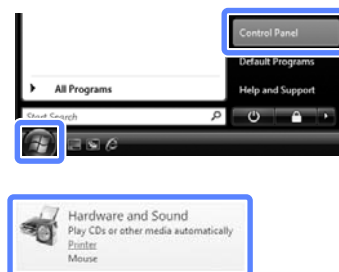 Control Panel
Default Programs
All Programs
Help and Support
Start Search
Hardware and Sound
Play CDs or other media automatically
Printer
Mouse